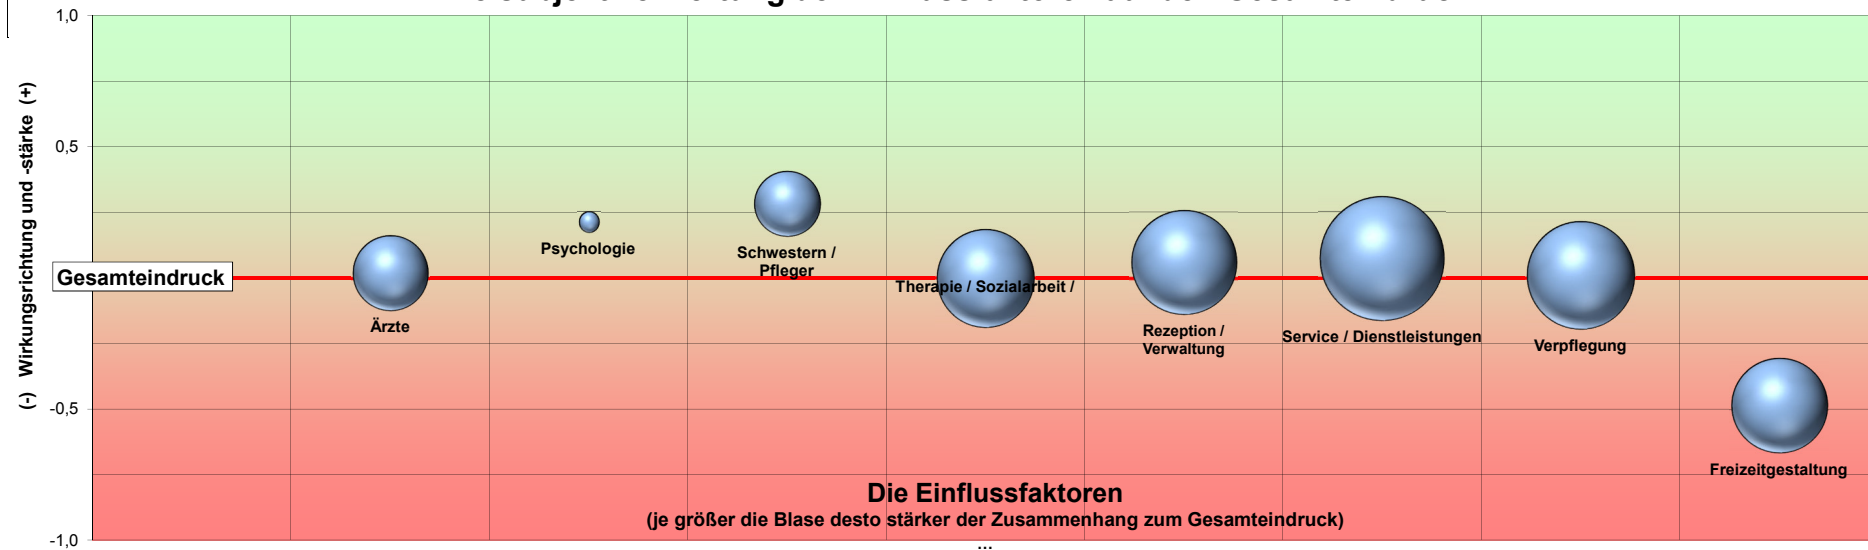 1,0
0,5
-0,5
-1,0
(-) Wirkungsrichtung und -stärke (+)
Gesamteindruck
Ärzte
Psychologie
Schwestern /
Pfleger
Therapie / Sozialarbeit /
Rezeption /
Verwaltung
Service / Dienstleistungen
Verpflegung
Freizeitgestaltung
Die Einflussfaktoren
(je größer die Blase desto stärker der Zusammenhang zum Gesamteindruck)
...